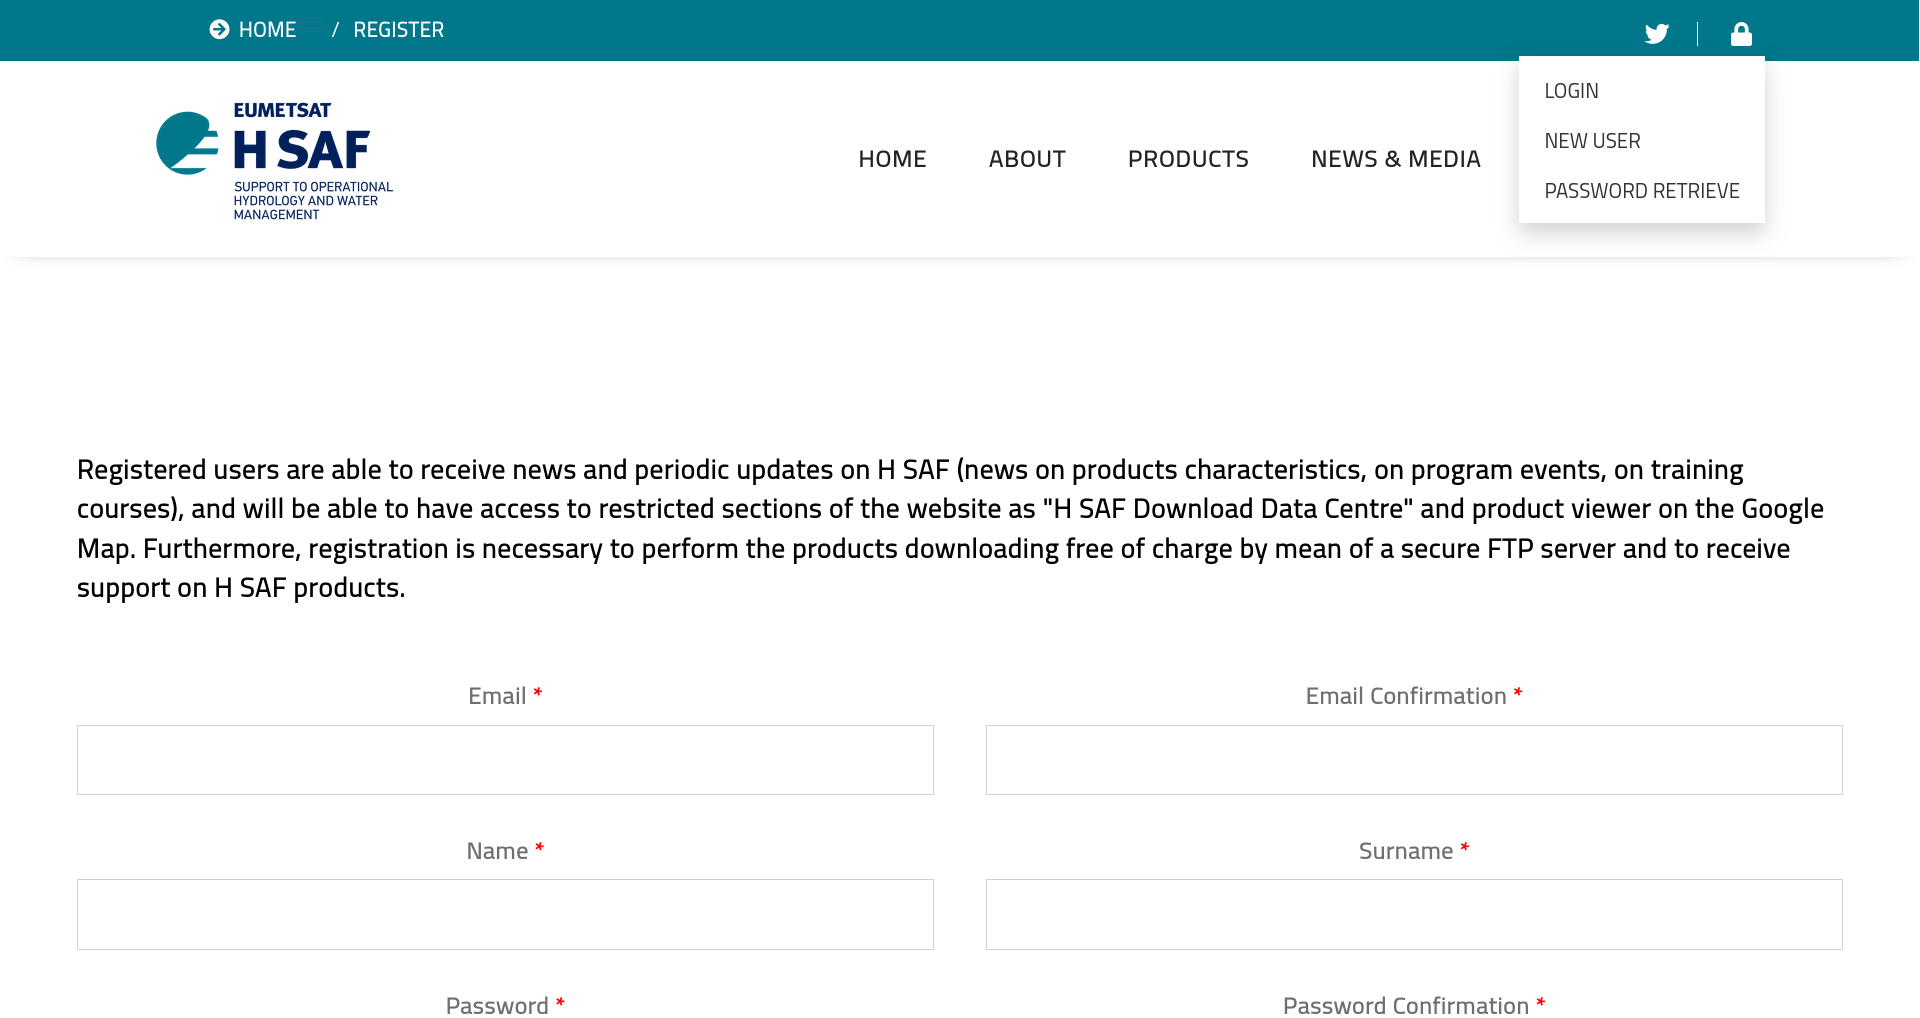 HOME / REGISTER
LOGIN
NEW USER
PASSWORD RETRIEVE
EUMETSAT
H SAF
SUPPORT TO OPERATIONAL
HYDROLOGY AND WATER
MANAGEMENT
HOME ABOUT PRODUCTS NEWS & MEDIA
Registered users are able to receive news and periodic updates on H SAF (news on products characteristics, on program events, on training
courses), and will be able to have access to restricted sections of the website as "H SAF Download Data Centre" and product viewer on the Google
Map. Furthermore, registration is necessary to perform the products downloading free of charge by mean of a secure FTP server and to receive
support on H SAF products.
Email * Email Confirmation *
Name * Surname *
Password * Password Confirmation *